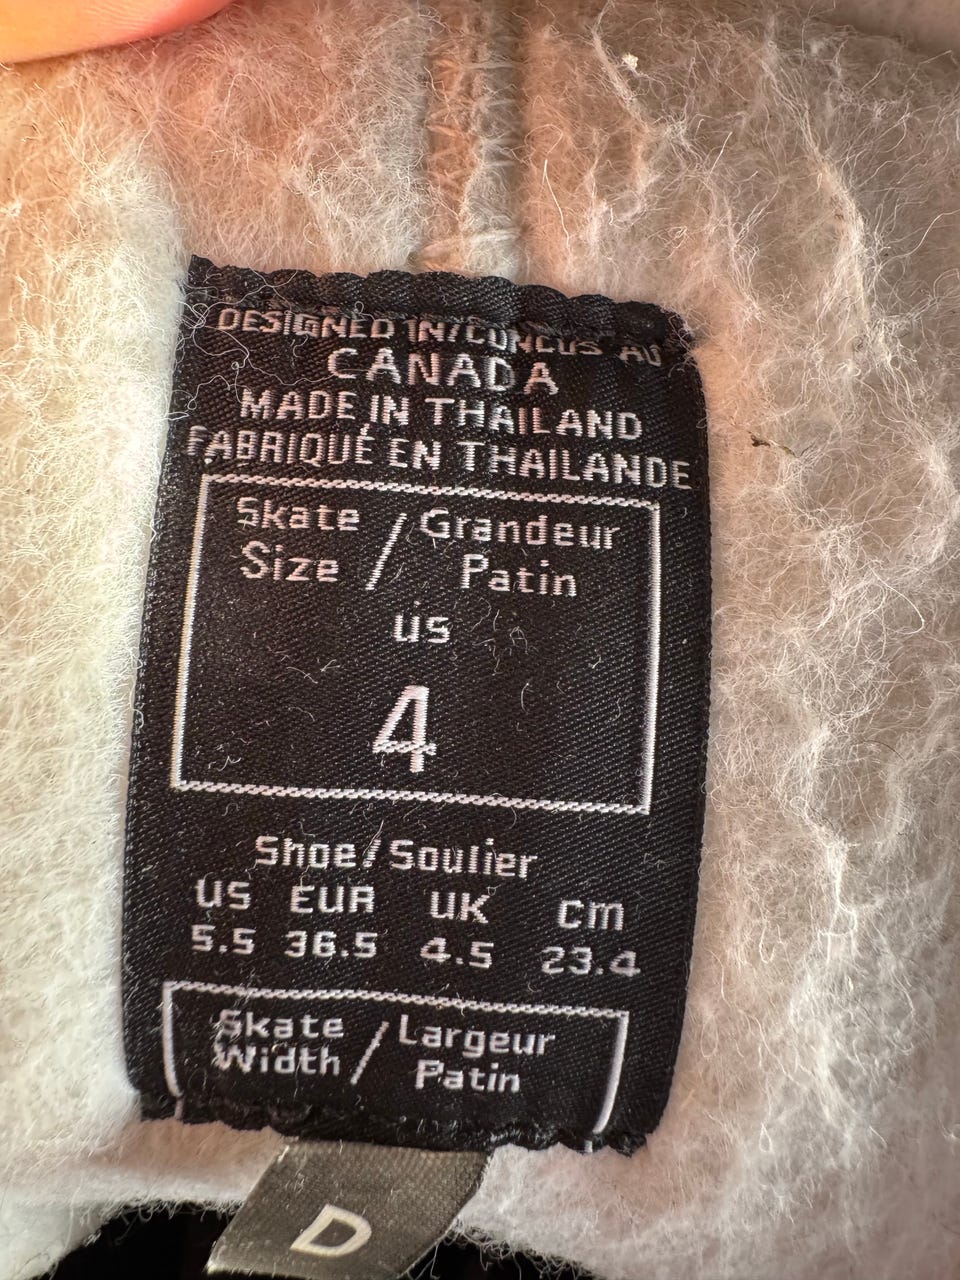 DESIGNED IN/CONCUS AU
CANADA
MADE IN THAILAND
FABRIQUÉ EN THAILANDE
Skate / Grandeur
Size Patin
us
4
Shoe/Soulier
US EUR UK cm
5.5 36.5 4.5 23.4
Skate / Largeur
Width Patin
D